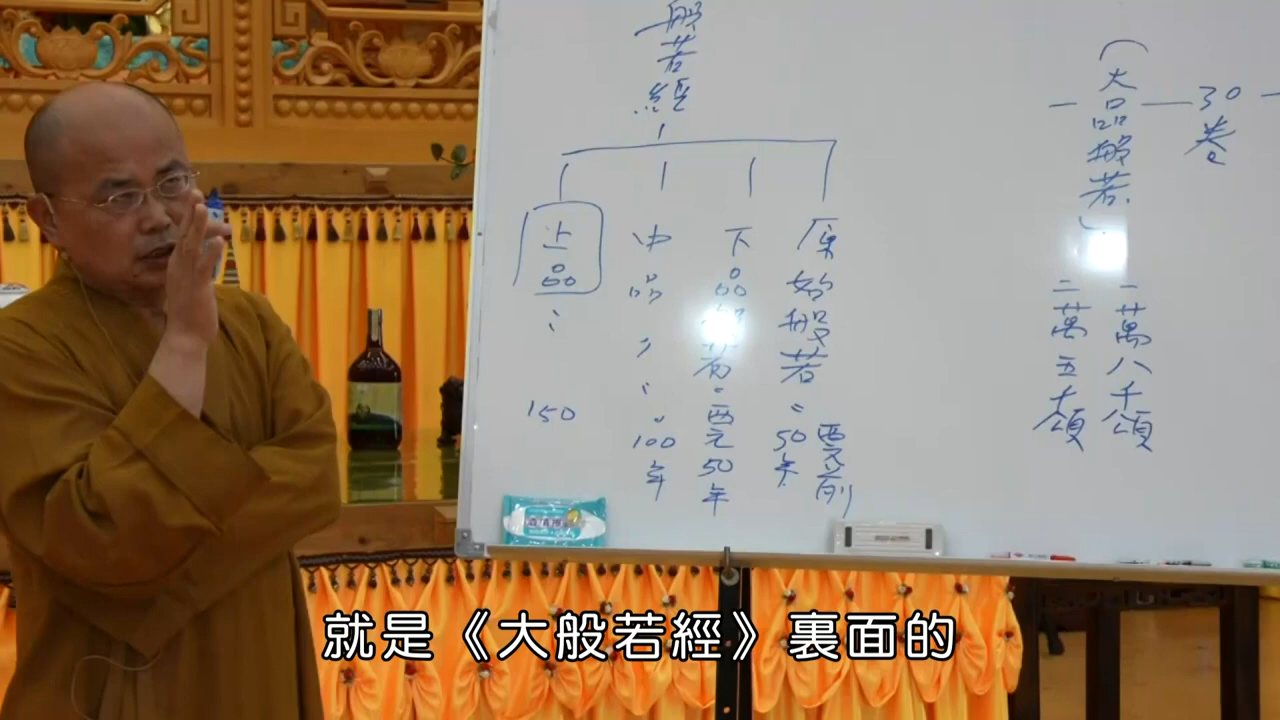 般若經
上品 〃 150
中品 〃 〃 〃 100年
下品般若 〃 西元50年
原始般若 〃 50年
西元前
(大品般若)
30卷
一萬八千頌
二萬五千頌
就是《大般若經》裏面的